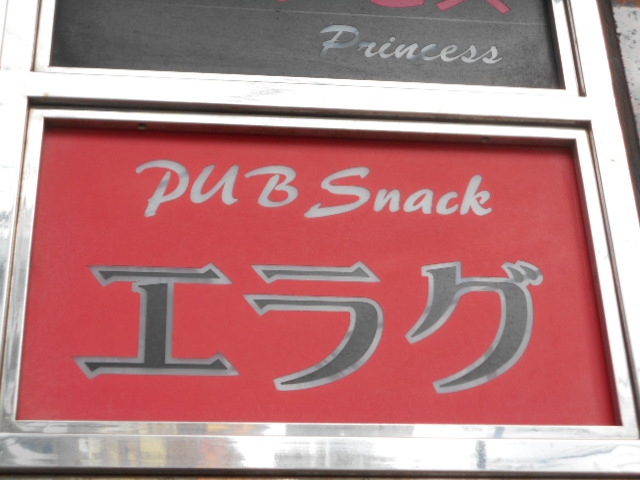 Princess
PUB Snack
エラグ